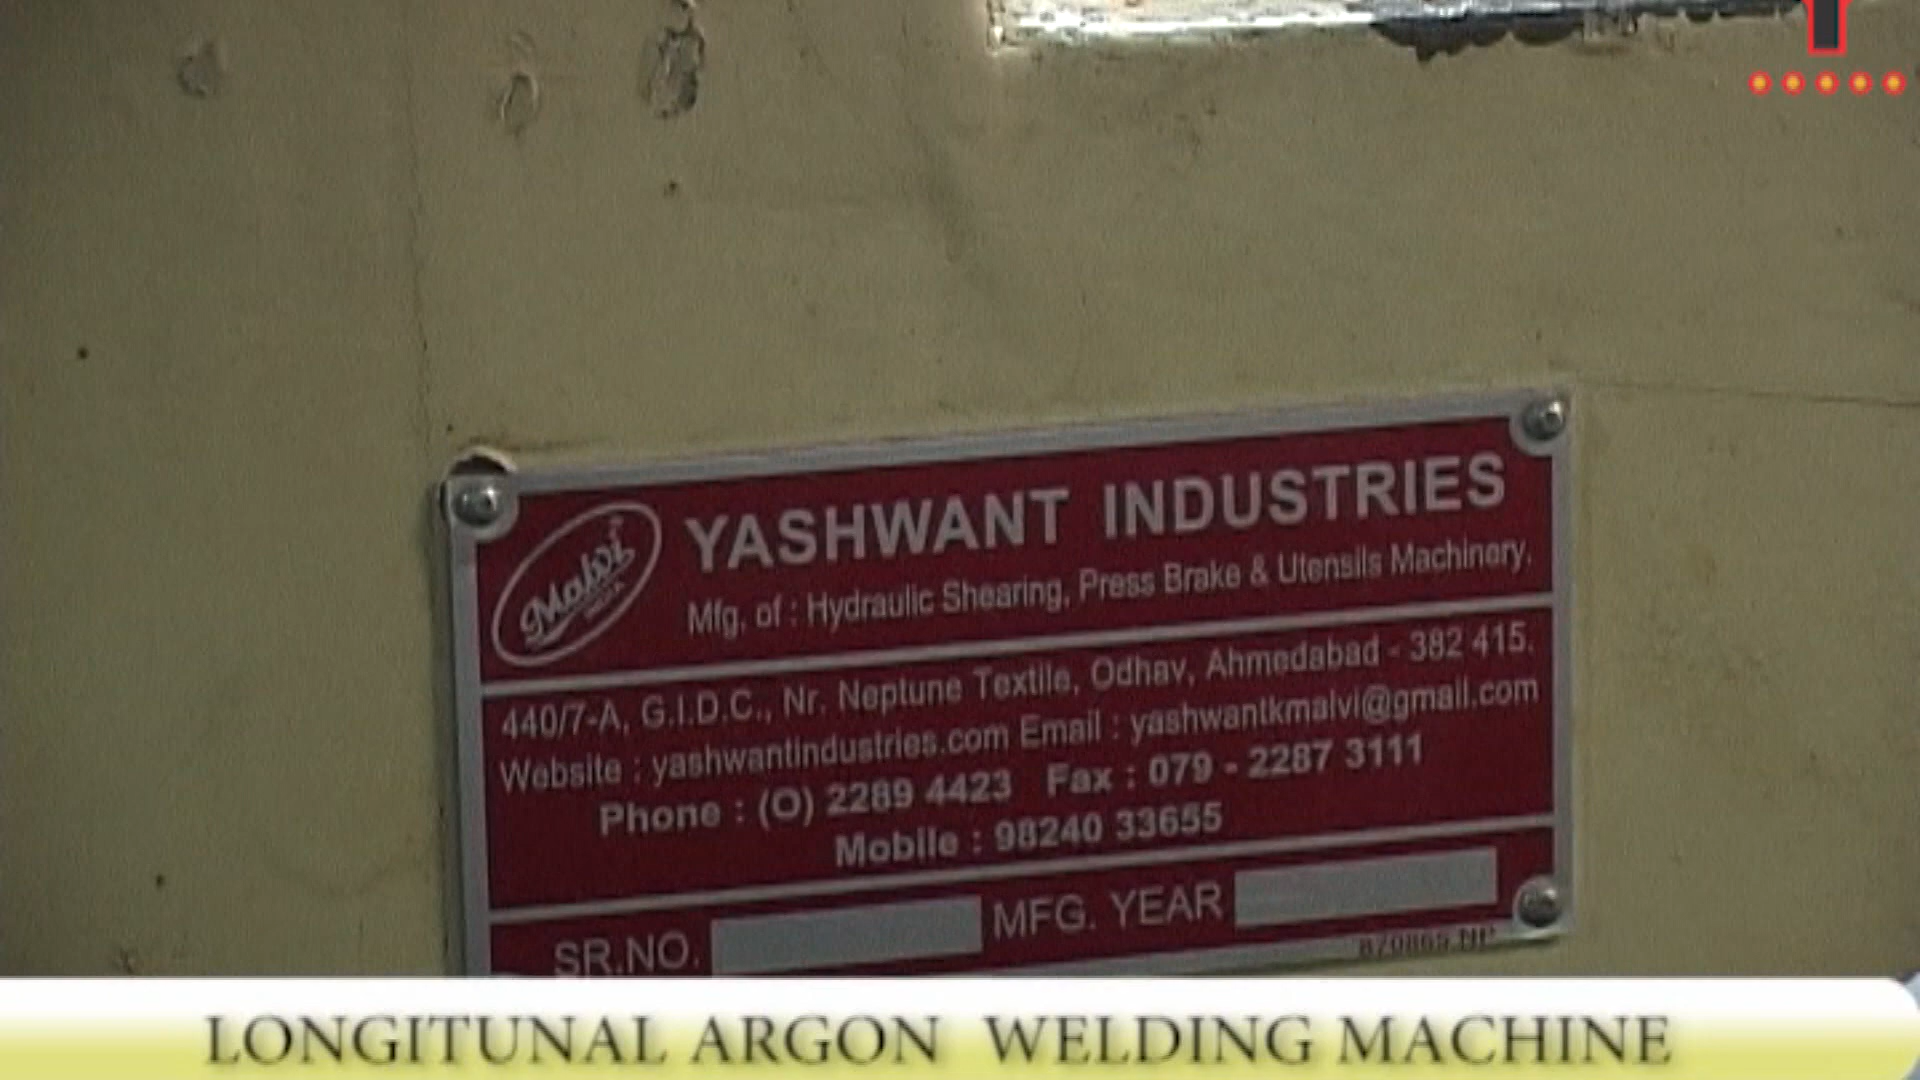 Malvi
INDIA
YASHWANT INDUSTRIES
Mfg. of : Hydraulic Shearing, Press Brake & Utensils Machinery.
440/7-A, G.I.D.C., Nr. Neptune Textile, Odhav, Ahmedabad - 382 415.
Website : yashwantindustries.com Email : yashwantkmalvi@gmail.com
Phone : (O) 2289 4423 Fax : 079 - 2287 3111
Mobile : 98240 33655
SR.NO. MFG. YEAR
LONGITUNAL ARGON WELDING MACHINE